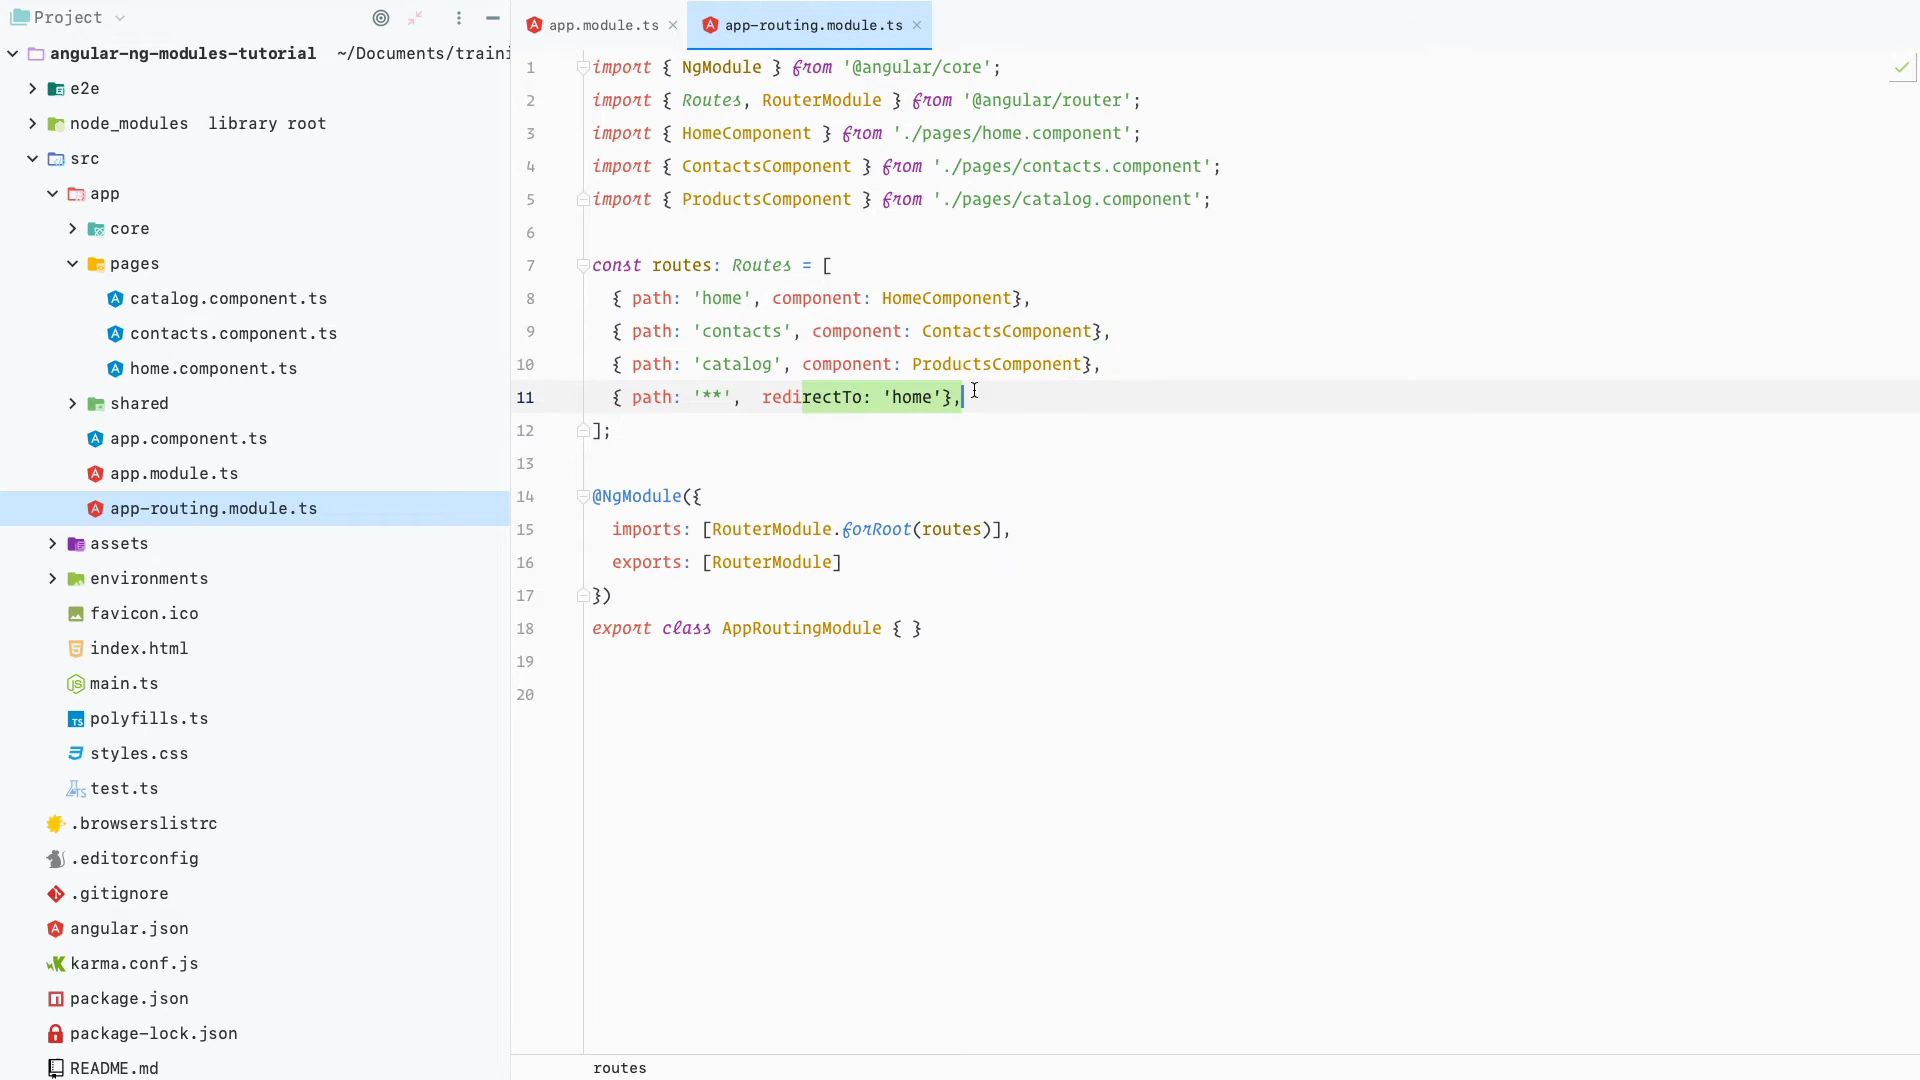 Project
angular-ng-modules-tutorial ~/Documents/traini
e2e
node_modules library root
src
app
core
pages
catalog.component.ts
contacts.component.ts
home.component.ts
shared
app.component.ts
app.module.ts
app-routing.module.ts
assets
environments
favicon.ico
index.html
main.ts
polyfills.ts
styles.css
test.ts
.browserslistrc
.editorconfig
.gitignore
angular.json
karma.conf.js
package.json
package-lock.json
README.md
app.module.ts
app-routing.module.ts
1 import { NgModule } from '@angular/core';
2 import { Routes, RouterModule } from '@angular/router';
3 import { HomeComponent } from './pages/home.component';
4 import { ContactsComponent } from './pages/contacts.component';
5 import { ProductsComponent } from './pages/catalog.component';
6
7 const routes: Routes = [
8 { path: 'home', component: HomeComponent},
9 { path: 'contacts', component: ContactsComponent},
10 { path: 'catalog', component: ProductsComponent},
11 { path: '**',  redirectTo: 'home'},
12 ];
13
14 @NgModule({
15 imports: [RouterModule.forRoot(routes)],
16 exports: [RouterModule]
17 })
18 export class AppRoutingModule { }
19
20
routes